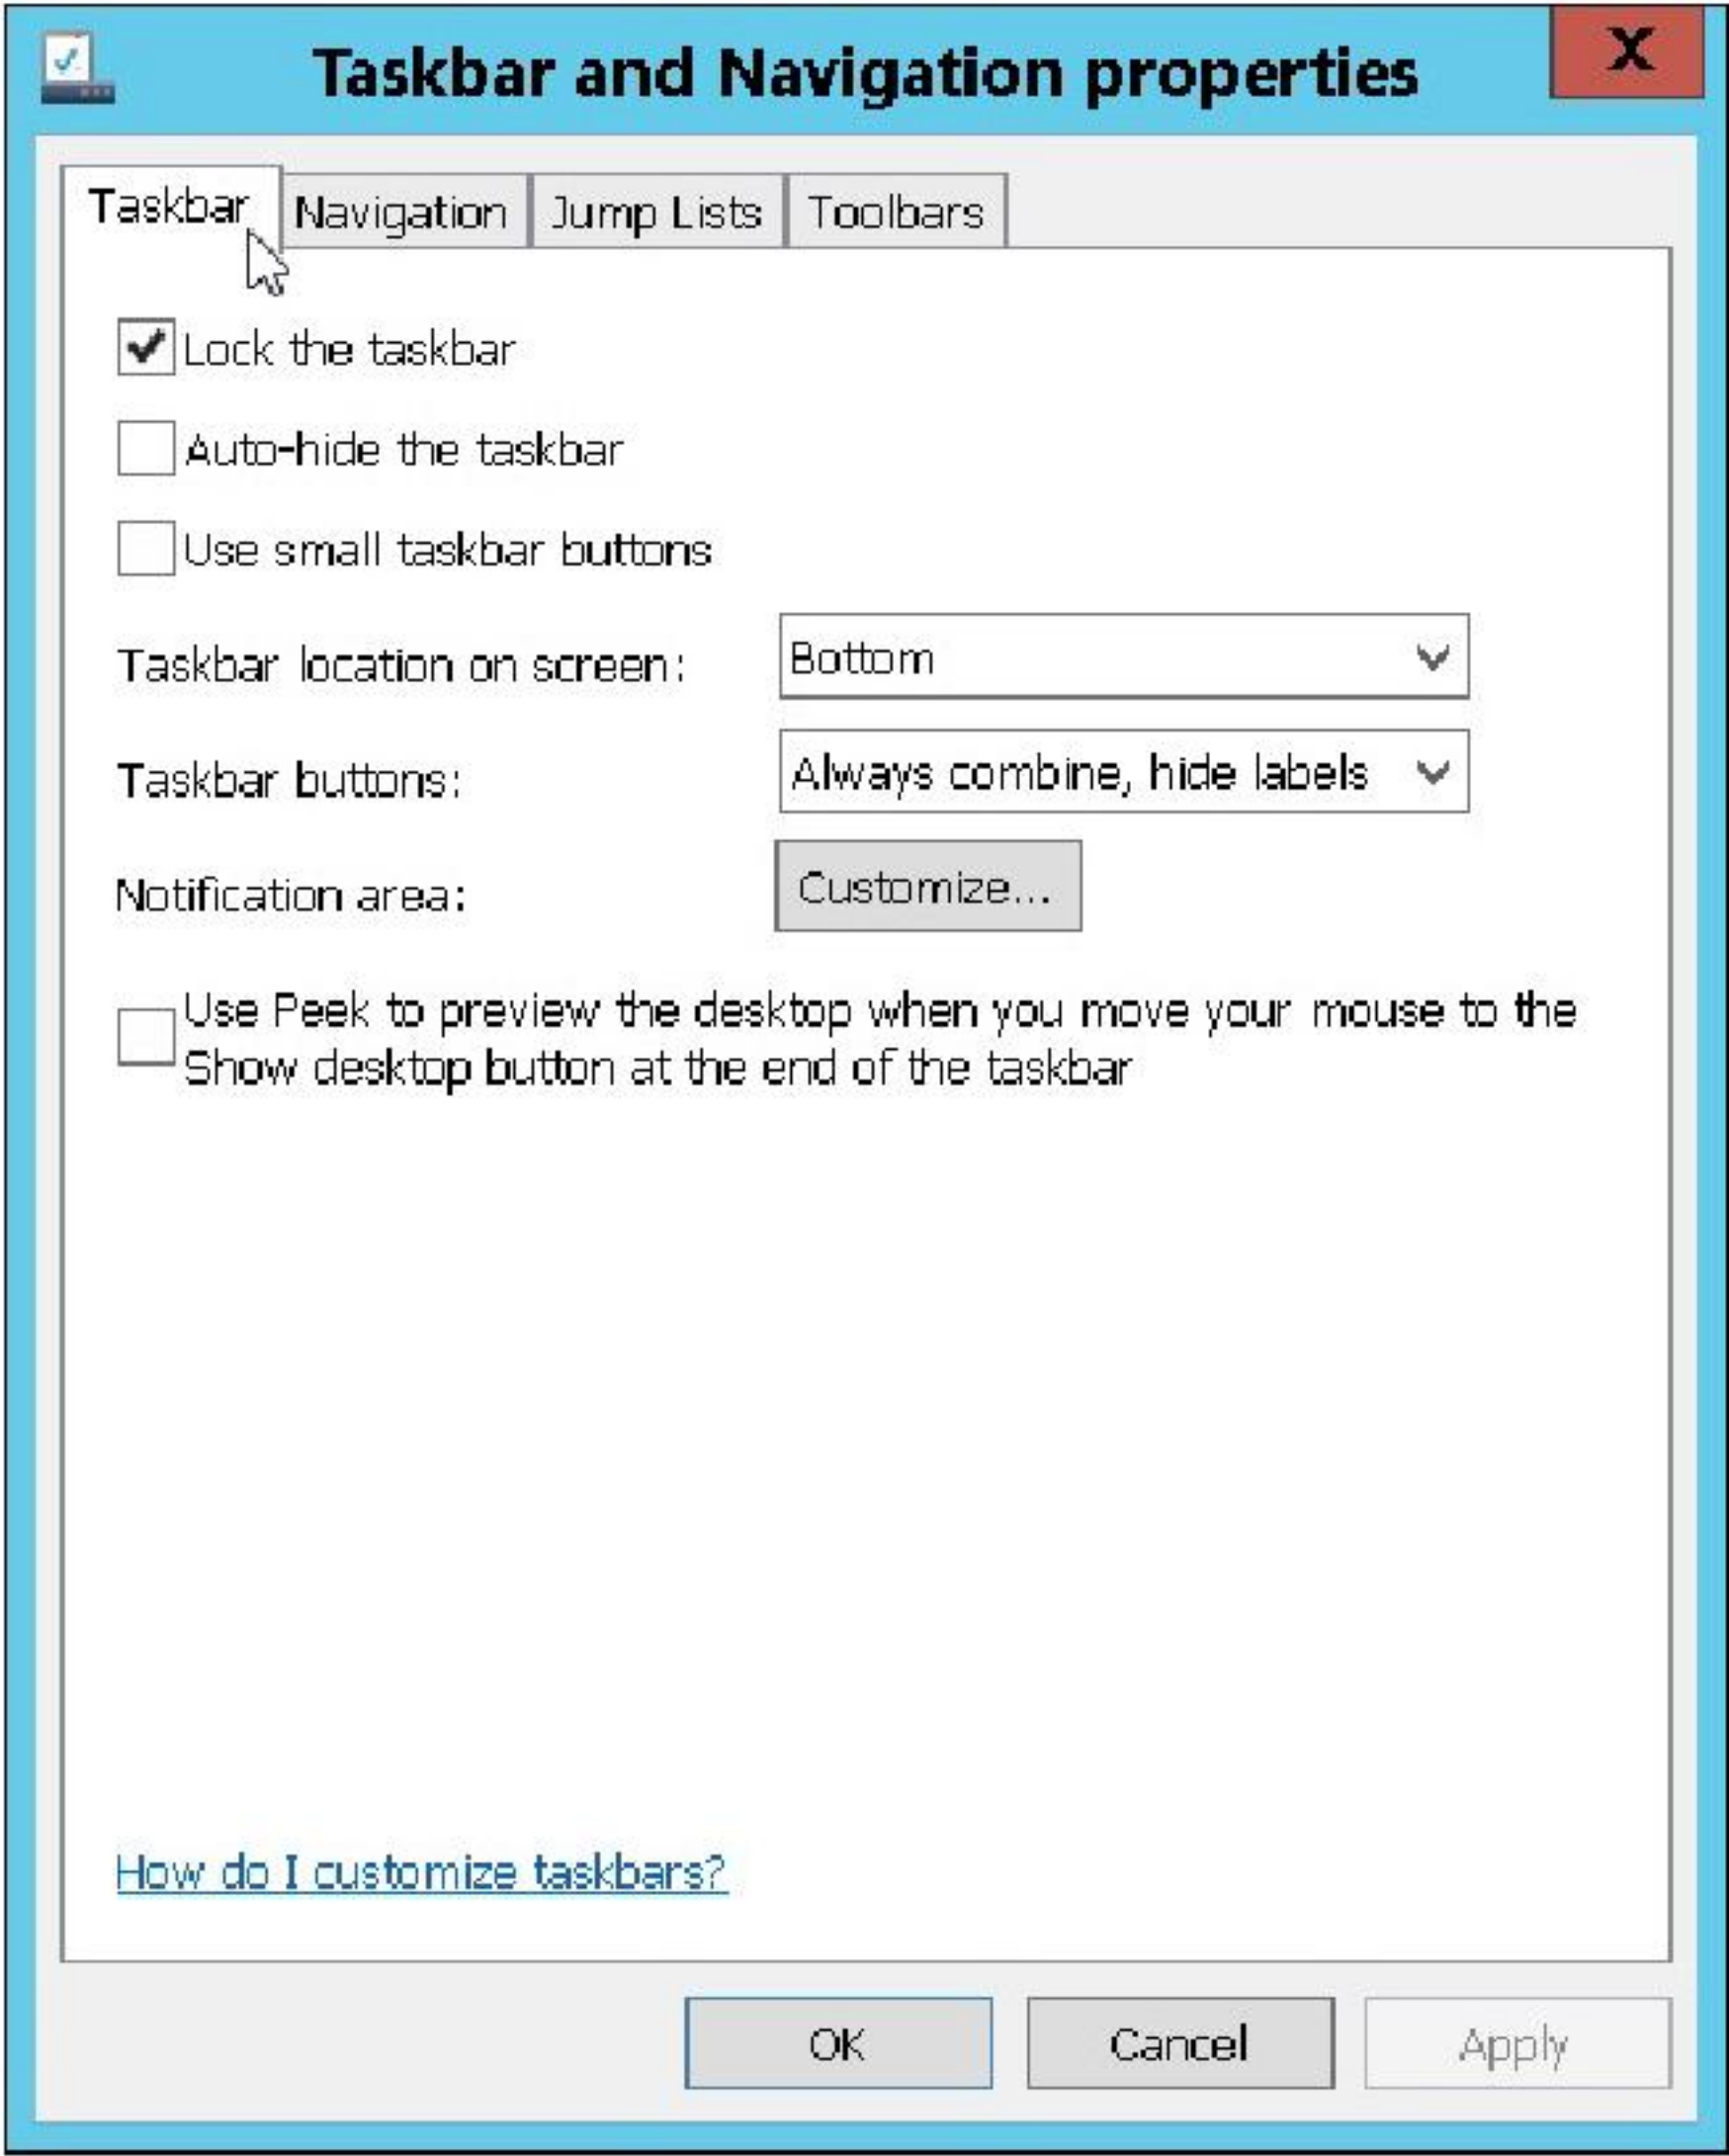 Taskbar and Navigation properties
X
Taskbar
Navigation
Jump Lists
Toolbars
Lock the taskbar
Auto-hide the taskbar
Use small taskbar buttons
Taskbar location on screen:
Bottom
Taskbar buttons:
Always combine, hide labels
Notification area:
Customize...
Use Peek to preview the desktop when you move your mouse to the
Show desktop button at the end of the taskbar
How do I customize taskbars?
OK
Cancel
Apply